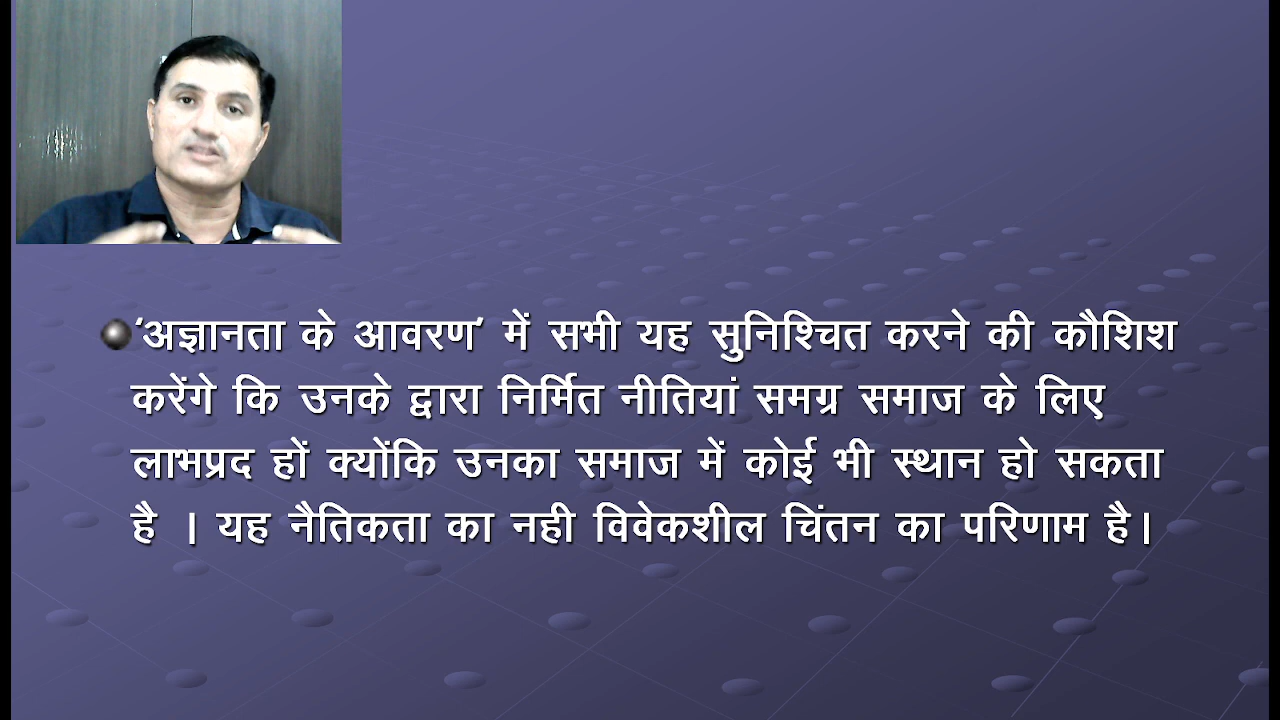 ‘अज्ञानता के आवरण’ में सभी यह सुनिश्चित करने की कौशिश
करेंगे कि उनके द्वारा निर्मित नीतियां समग्र समाज के लिए
लाभप्रद हों क्योंकि उनका समाज में कोई भी स्थान हो सकता
है । यह नैतिकता का नही विवेकशील चिंतन का परिणाम है।